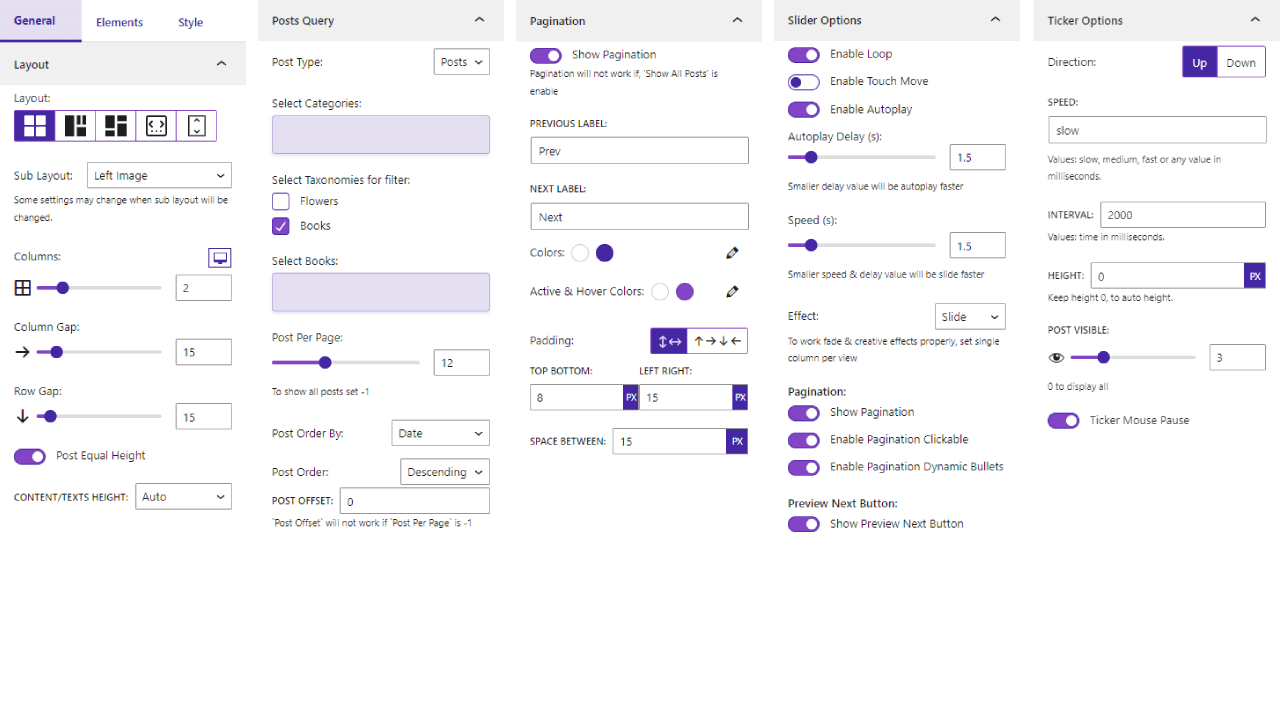 General Elements Style
Layout
Layout:
Sub Layout: Left Image
Some settings may change when sub layout will be
changed.
Columns:
2
Column Gap:
15
Row Gap:
15
Post Equal Height
CONTENT/TEXTS HEIGHT: Auto
Posts Query
Post Type: Posts
Select Categories:
Select Taxonomies for filter:
Flowers
Books
Select Books:
Post Per Page:
12
To show all posts set -1
Post Order By: Date
Post Order: Descending
POST OFFSET: 0
`Post Offset` will not work if `Post Per Page` is -1
Pagination
Show Pagination
Pagination will not work if, 'Show All Posts' is
enable
PREVIOUS LABEL:
Prev
NEXT LABEL:
Next
Colors:
Active & Hover Colors:
Padding:
TOP BOTTOM: LEFT RIGHT:
8 PX 15 PX
SPACE BETWEEN: 15 PX
Slider Options
Enable Loop
Enable Touch Move
Enable Autoplay
Autoplay Delay (s):
1.5
Smaller delay value will be autoplay faster
Speed (s):
1.5
Smaller speed & delay value will be slide faster
Effect: Slide
To work fade & creative effects properly, set single
column per view
Pagination:
Show Pagination
Enable Pagination Clickable
Enable Pagination Dynamic Bullets
Preview Next Button:
Show Preview Next Button
Ticker Options
Direction: Up Down
SPEED:
slow
Values: slow, medium, fast or any value in
milliseconds.
INTERVAL: 2000
Values: time in milliseconds.
HEIGHT: 0 PX
Keep height 0, to auto height.
POST VISIBLE:
3
0 to display all
Ticker Mouse Pause